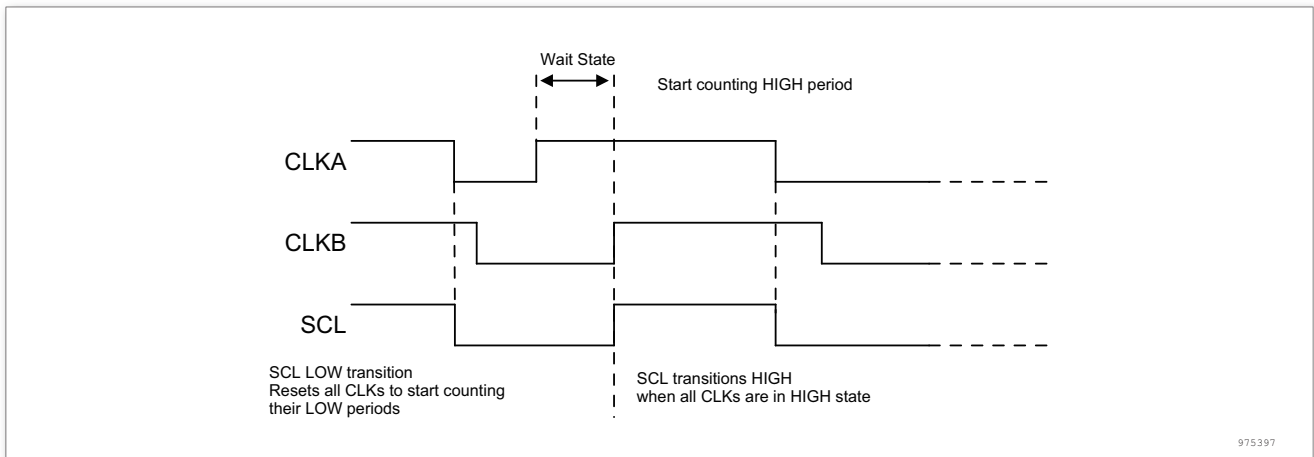 Wait State
Start counting HIGH period
CLKA
CLKB
SCL
SCL LOW transition
Resets all CLKs to start counting
their LOW periods
SCL transitions HIGH
when all CLKs are in HIGH state
975397